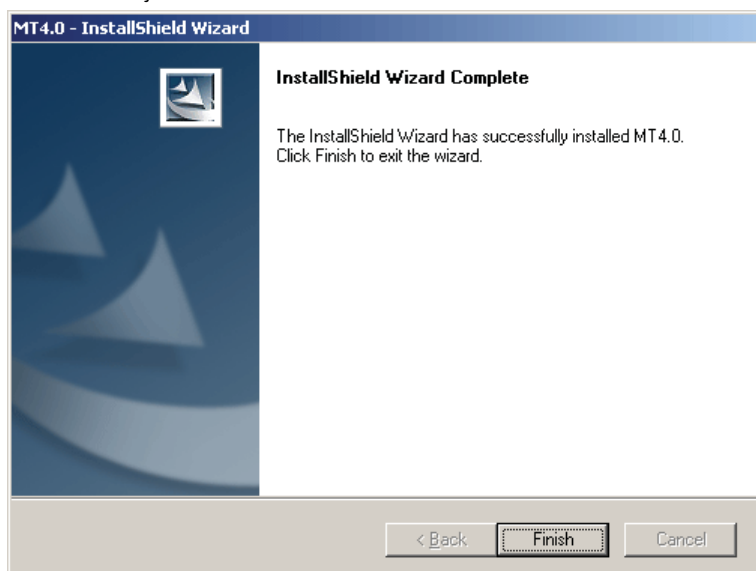 MT4.0 - InstallShield Wizard
InstallShield Wizard Complete
The InstallShield Wizard has successfully installed MT4.0.
Click Finish to exit the wizard.
< Back
Finish
Cancel